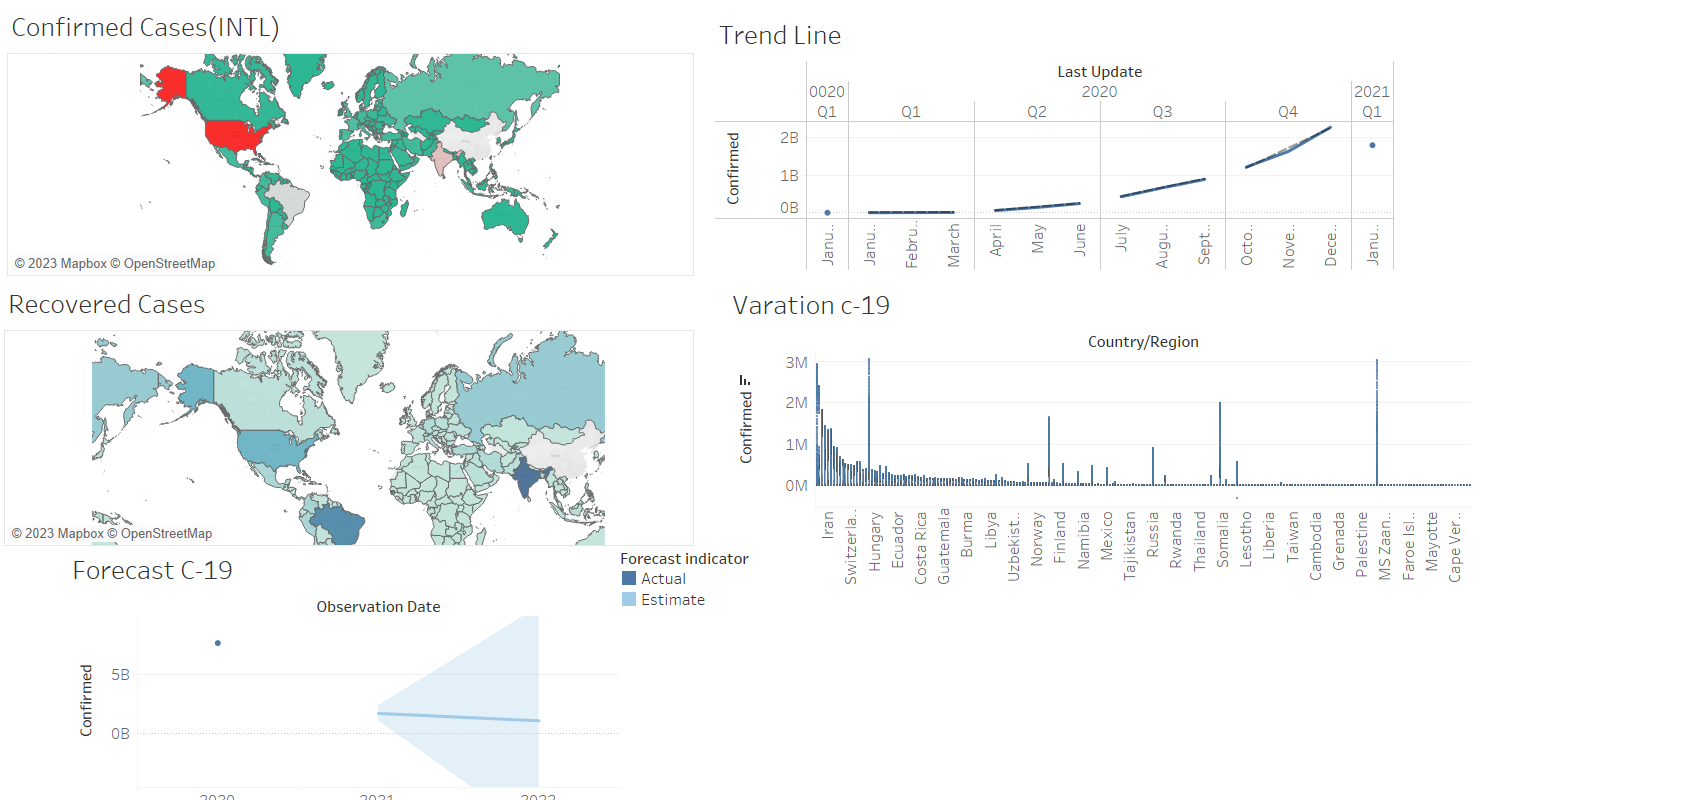 Confirmed Cases(INTL)
© 2023 Mapbox © OpenStreetMap
Trend Line
Last Update
0020
2020
2021
Q1
Q1
Q2
Q3
Q4
Q1
Confirmed
2B
1B
0B
Janu..
Janu..
Febru..
March
April
May
June
July
Augu..
Sept..
Octo..
Nove..
Dece..
Janu..
Recovered Cases
© 2023 Mapbox © OpenStreetMap
Varation c-19
Country/Region
Confirmed
3M
2M
1M
0M
Iran
Switzerla..
Hungary
Ecuador
Costa Rica
Guatemala
Burma
Libya
Uzbekist..
Norway
Finland
Namibia
Mexico
Tajikistan
Russia
Rwanda
Thailand
Somalia
Lesotho
Liberia
Taiwan
Cambodia
Grenada
Palestine
MS Zaan..
Faroe Isl..
Mayotte
Cape Ver..
Forecast C-19
Forecast indicator
Actual
Estimate
Observation Date
Confirmed
5B
0B
2020
2021
2022